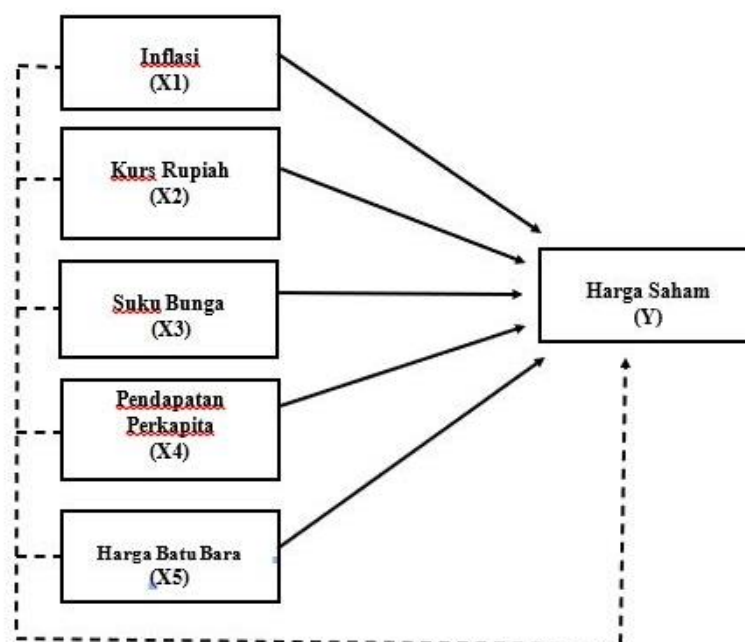 Inflasi
(X1)
Kurs Rupiah
(X2)
Suku Bunga
(X3)
Pendapatan
Perkapita
(X4)
Harga Batu Bara
(X5)
Harga Saham
(Y)